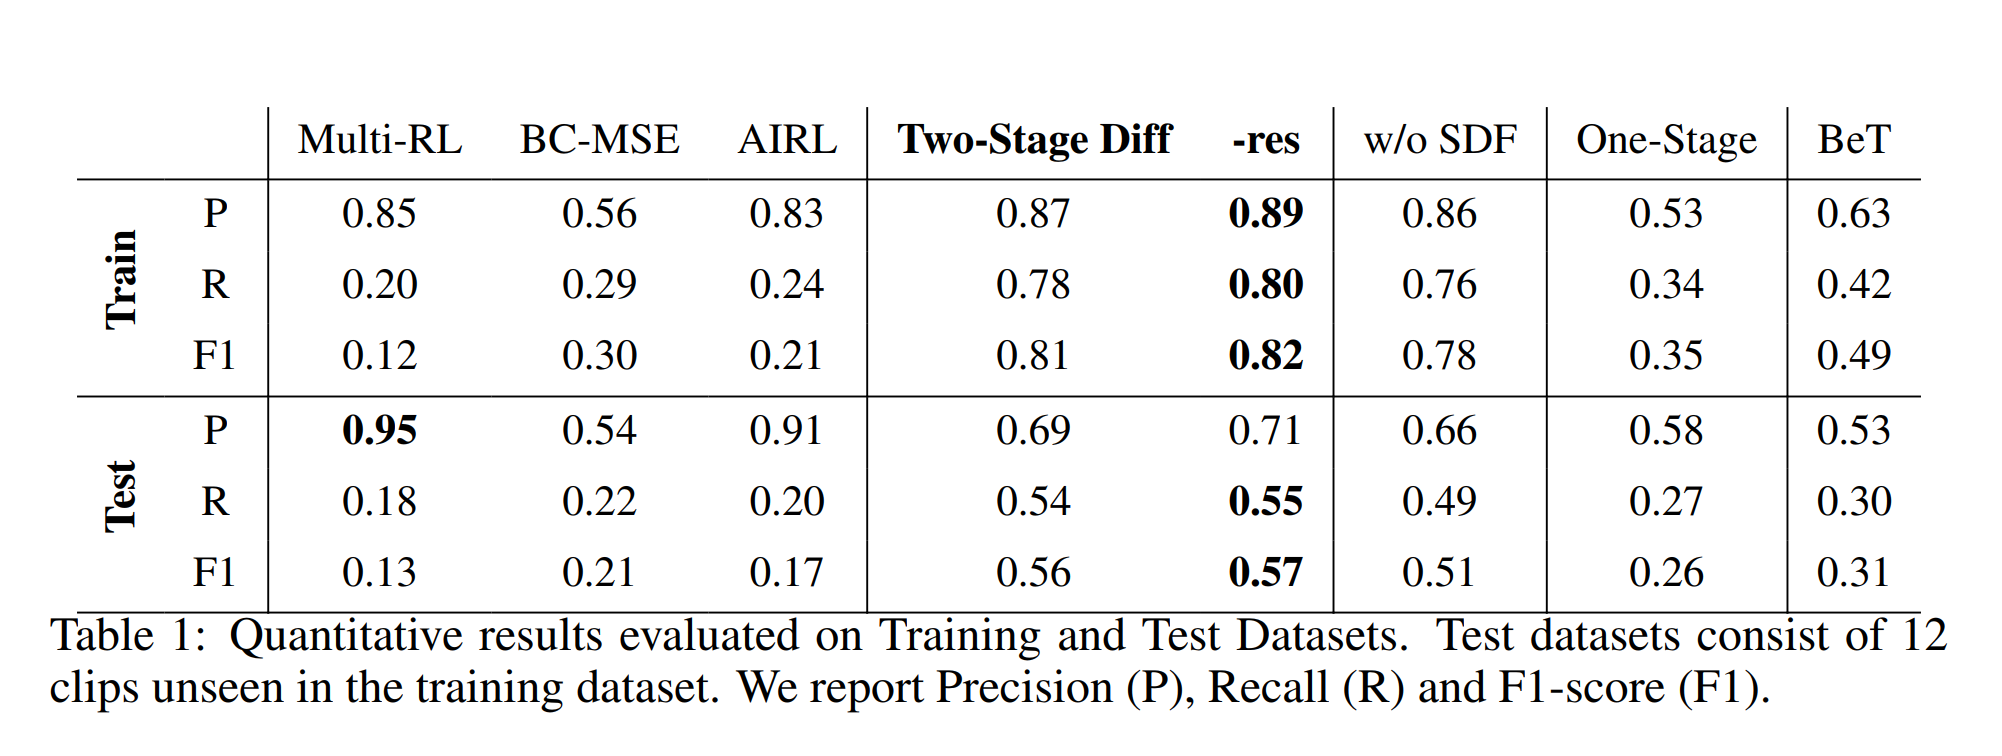 Multi-RL BC-MSE AIRL Two-Stage Diff -res w/o SDF One-Stage BeT
Train
P 0.85 0.56 0.83 0.87 0.89 0.86 0.53 0.63
R 0.20 0.29 0.24 0.78 0.80 0.76 0.34 0.42
F1 0.12 0.30 0.21 0.81 0.82 0.78 0.35 0.49
Test
P 0.95 0.54 0.91 0.69 0.71 0.66 0.58 0.53
R 0.18 0.22 0.20 0.54 0.55 0.49 0.27 0.30
F1 0.13 0.21 0.17 0.56 0.57 0.51 0.26 0.31
Table 1: Quantitative results evaluated on Training and Test Datasets. Test datasets consist of 12
clips unseen in the training dataset. We report Precision (P), Recall (R) and F1-score (F1).